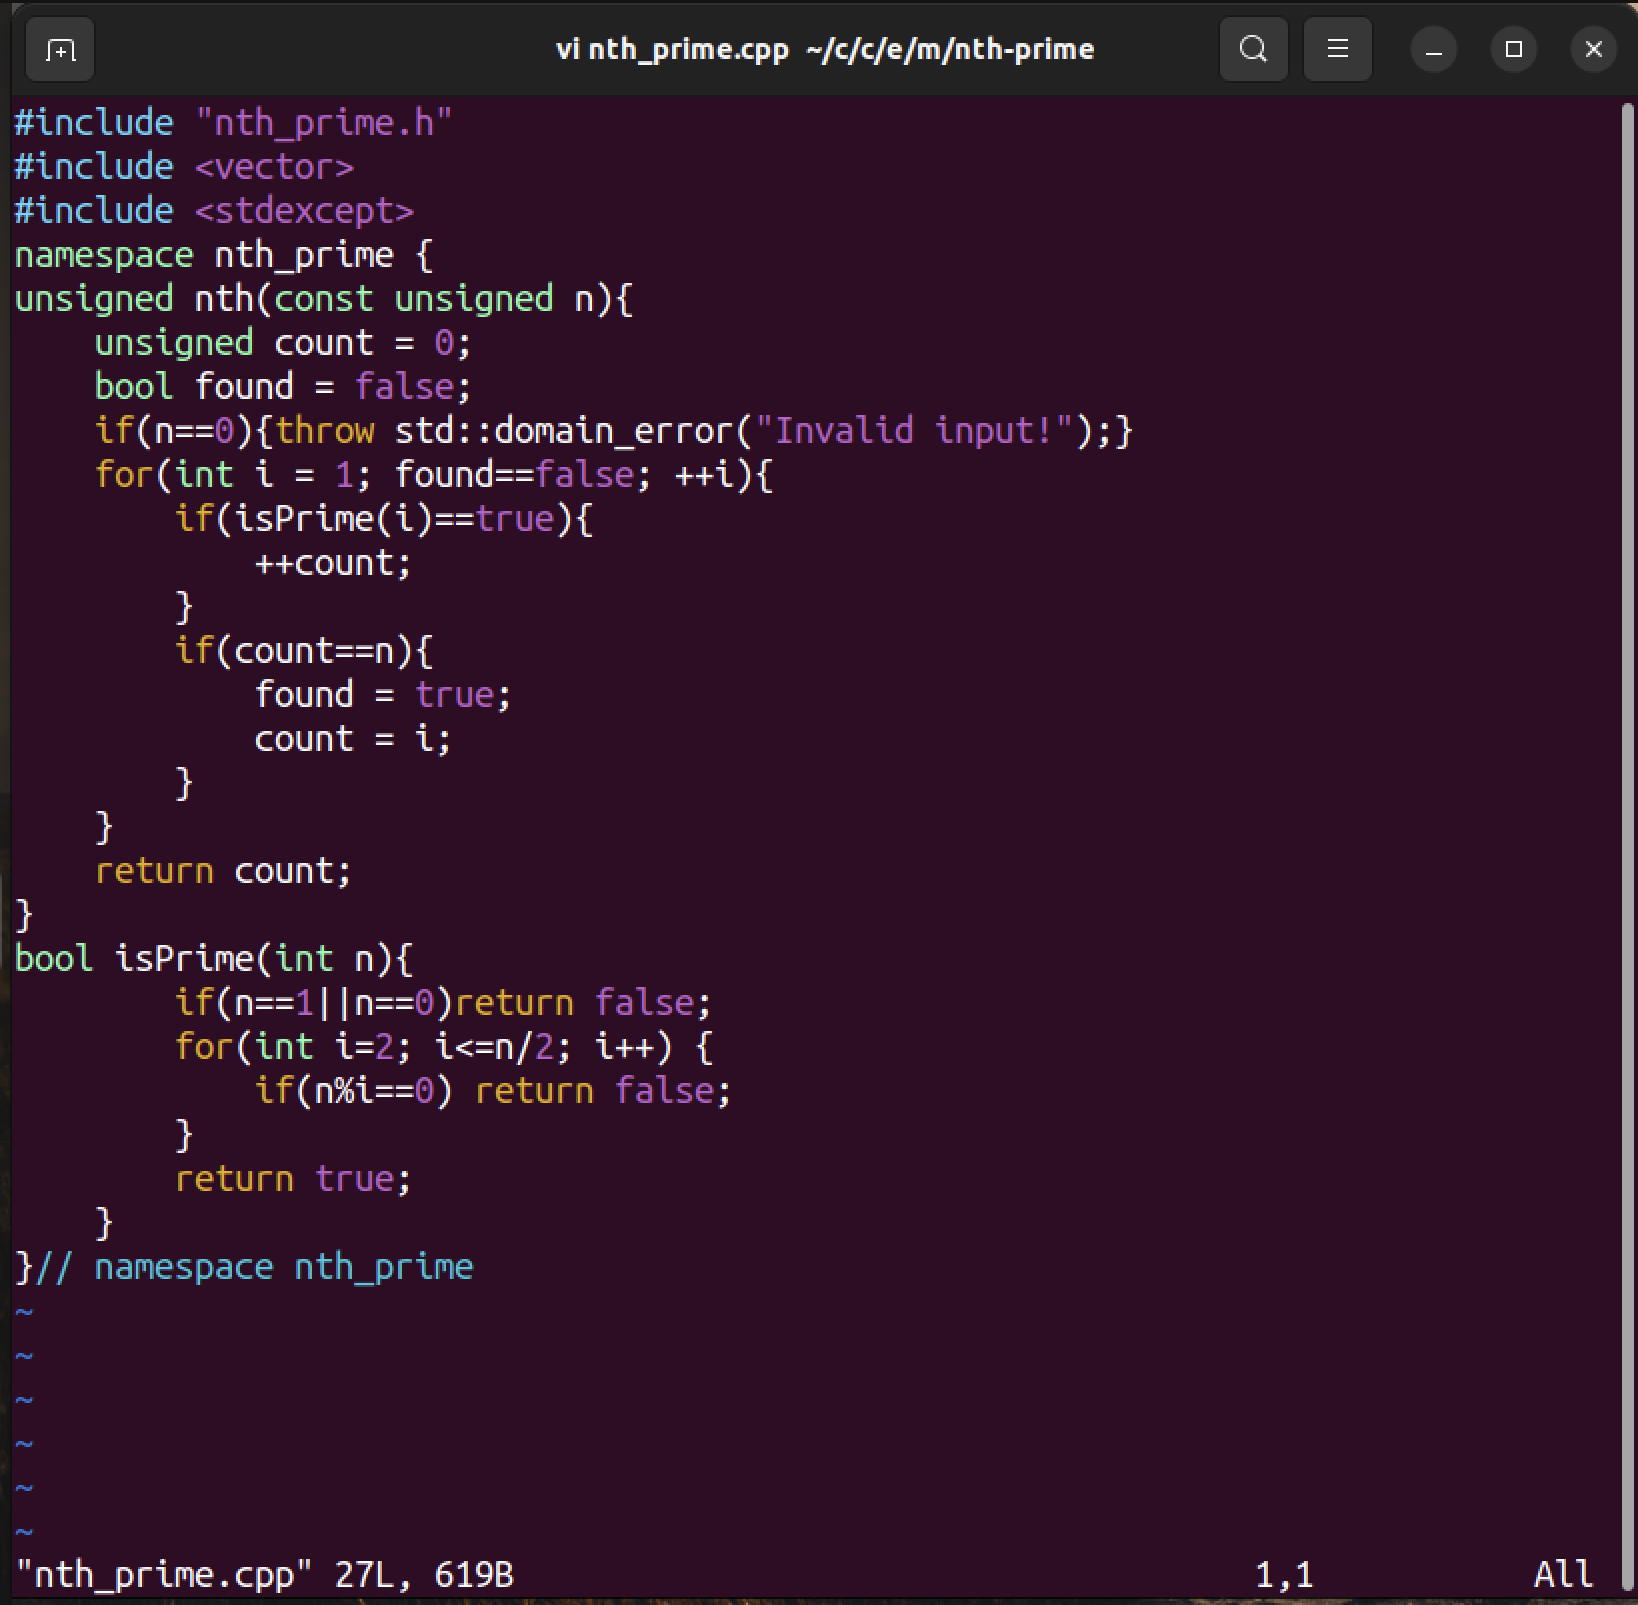 vi nth_prime.cpp ~/c/c/e/m/nth-prime
#include "nth_prime.h"
#include <vector>
#include <stdexcept>
namespace nth_prime {
unsigned nth(const unsigned n){
    unsigned count = 0;
    bool found = false;
    if(n==0){throw std::domain_error("Invalid input!");}
    for(int i = 1; found==false; ++i){
        if(isPrime(i)==true){
            ++count;
        }
        if(count==n){
            found = true;
            count = i;
        }
    }
    return count;
}
bool isPrime(int n){
        if(n==1||n==0)return false;
        for(int i=2; i<=n/2; i++) {
            if(n%i==0) return false;
        }
        return true;
    }
}// namespace nth_prime
~
~
~
~
~
~
"nth_prime.cpp" 27L, 619B 1,1 All